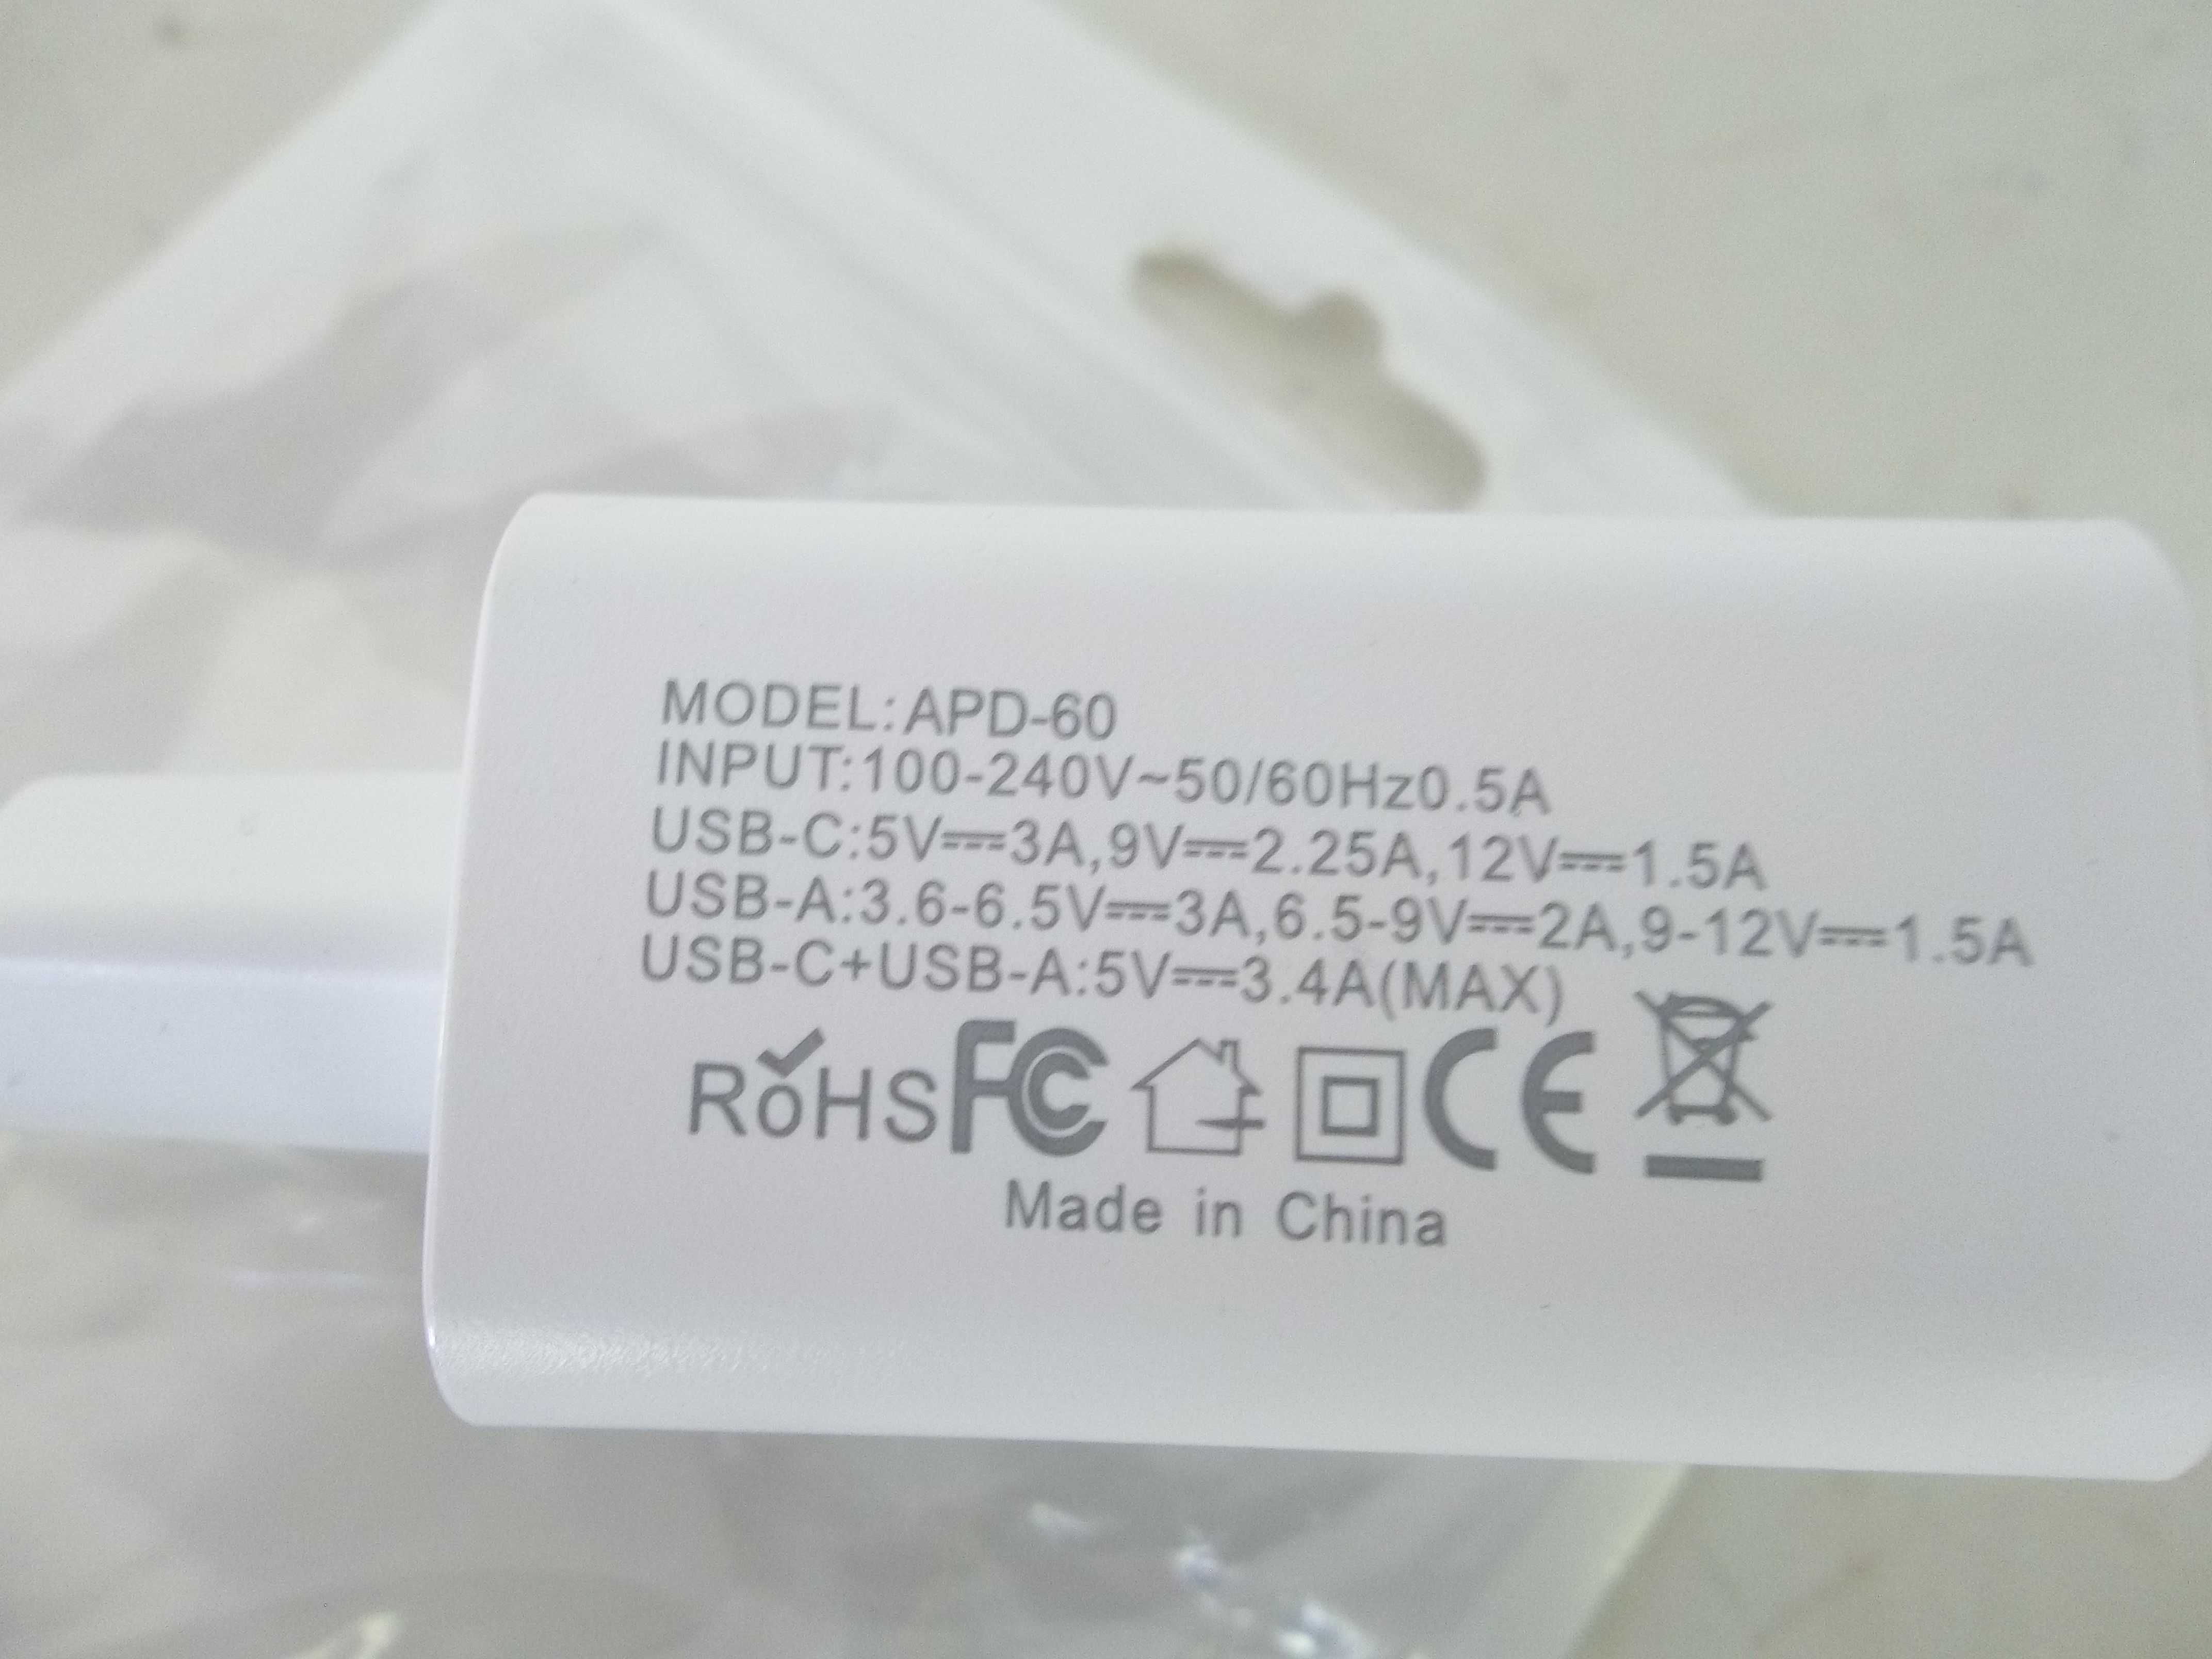 MODEL:APD-60
INPUT:100-240V~50/60Hz0.5A
USB-C:5V⎓3A,9V⎓2.25A,12V⎓1.5A
USB-A:3.6-6.5V⎓3A,6.5-9V⎓2A,9-12V⎓1.5A
USB-C+USB-A:5V⎓3.4A(MAX)
RoHS FC CE
Made in China